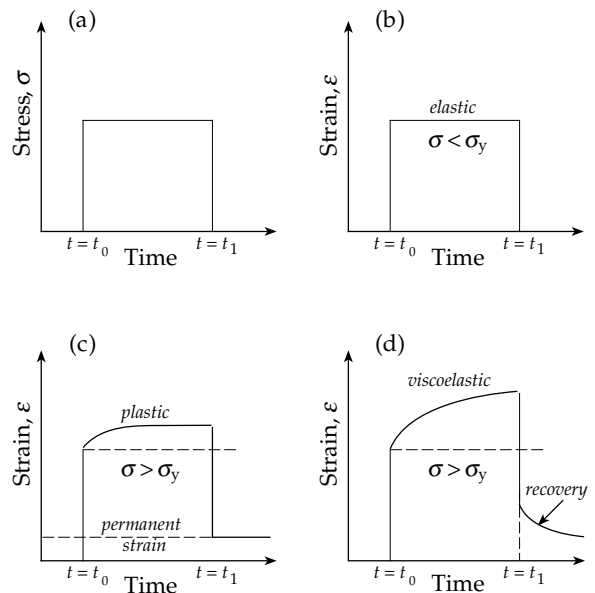 (a)
Stress, σ
t = t₀
t = t₁
Time
(b)
Strain, ε
elastic
σ < σy
t = t₀
t = t₁
Time
(c)
Strain, ε
plastic
σ > σy
permanent
strain
t = t₀
t = t₁
Time
(d)
Strain, ε
viscoelastic
σ > σy
recovery
t = t₀
t = t₁
Time